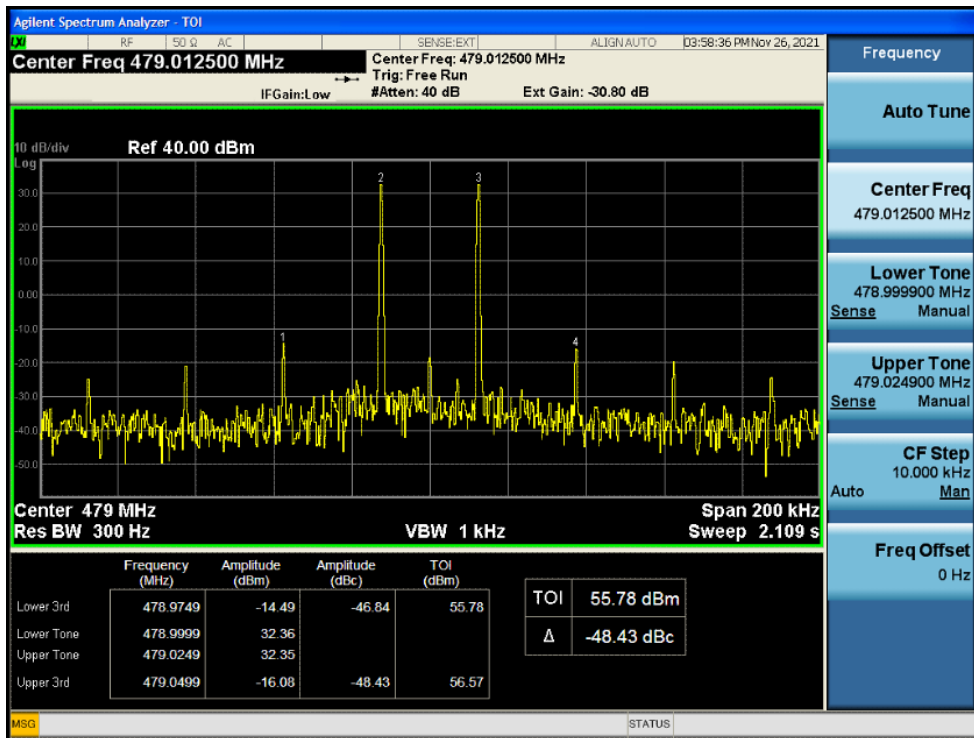 Agilent Spectrum Analyzer - TOI
LXI RF 50 Ω AC SENSE:EXT ALIGN AUTO 03:58:36 PM Nov 26, 2021
Center Freq 479.012500 MHz
Center Freq: 479.012500 MHz
Trig: Free Run
IFGain:Low #Atten: 40 dB Ext Gain: -30.80 dB
10 dB/div Ref 40.00 dBm
Log
1 2 3 4
30.0
20.0
10.0
0.00
-10.0
-20.0
-30.0
-40.0
-50.0
Center 479 MHz Span 200 kHz
Res BW 300 Hz VBW 1 kHz Sweep 2.109 s
Frequency Amplitude Amplitude TOI
(MHz) (dBm) (dBc) (dBm)
Lower 3rd 478.9749 -14.49 -46.84 55.78
Lower Tone 478.9999 32.36
Upper Tone 479.0249 32.35
Upper 3rd 479.0499 -16.08 -48.43 56.57
TOI 55.78 dBm
Δ -48.43 dBc
Frequency
Auto Tune
Center Freq
479.012500 MHz
Lower Tone
478.999900 MHz
Sense Manual
Upper Tone
479.024900 MHz
Sense Manual
CF Step
10.000 kHz
Auto Man
Freq Offset
0 Hz
MSG STATUS